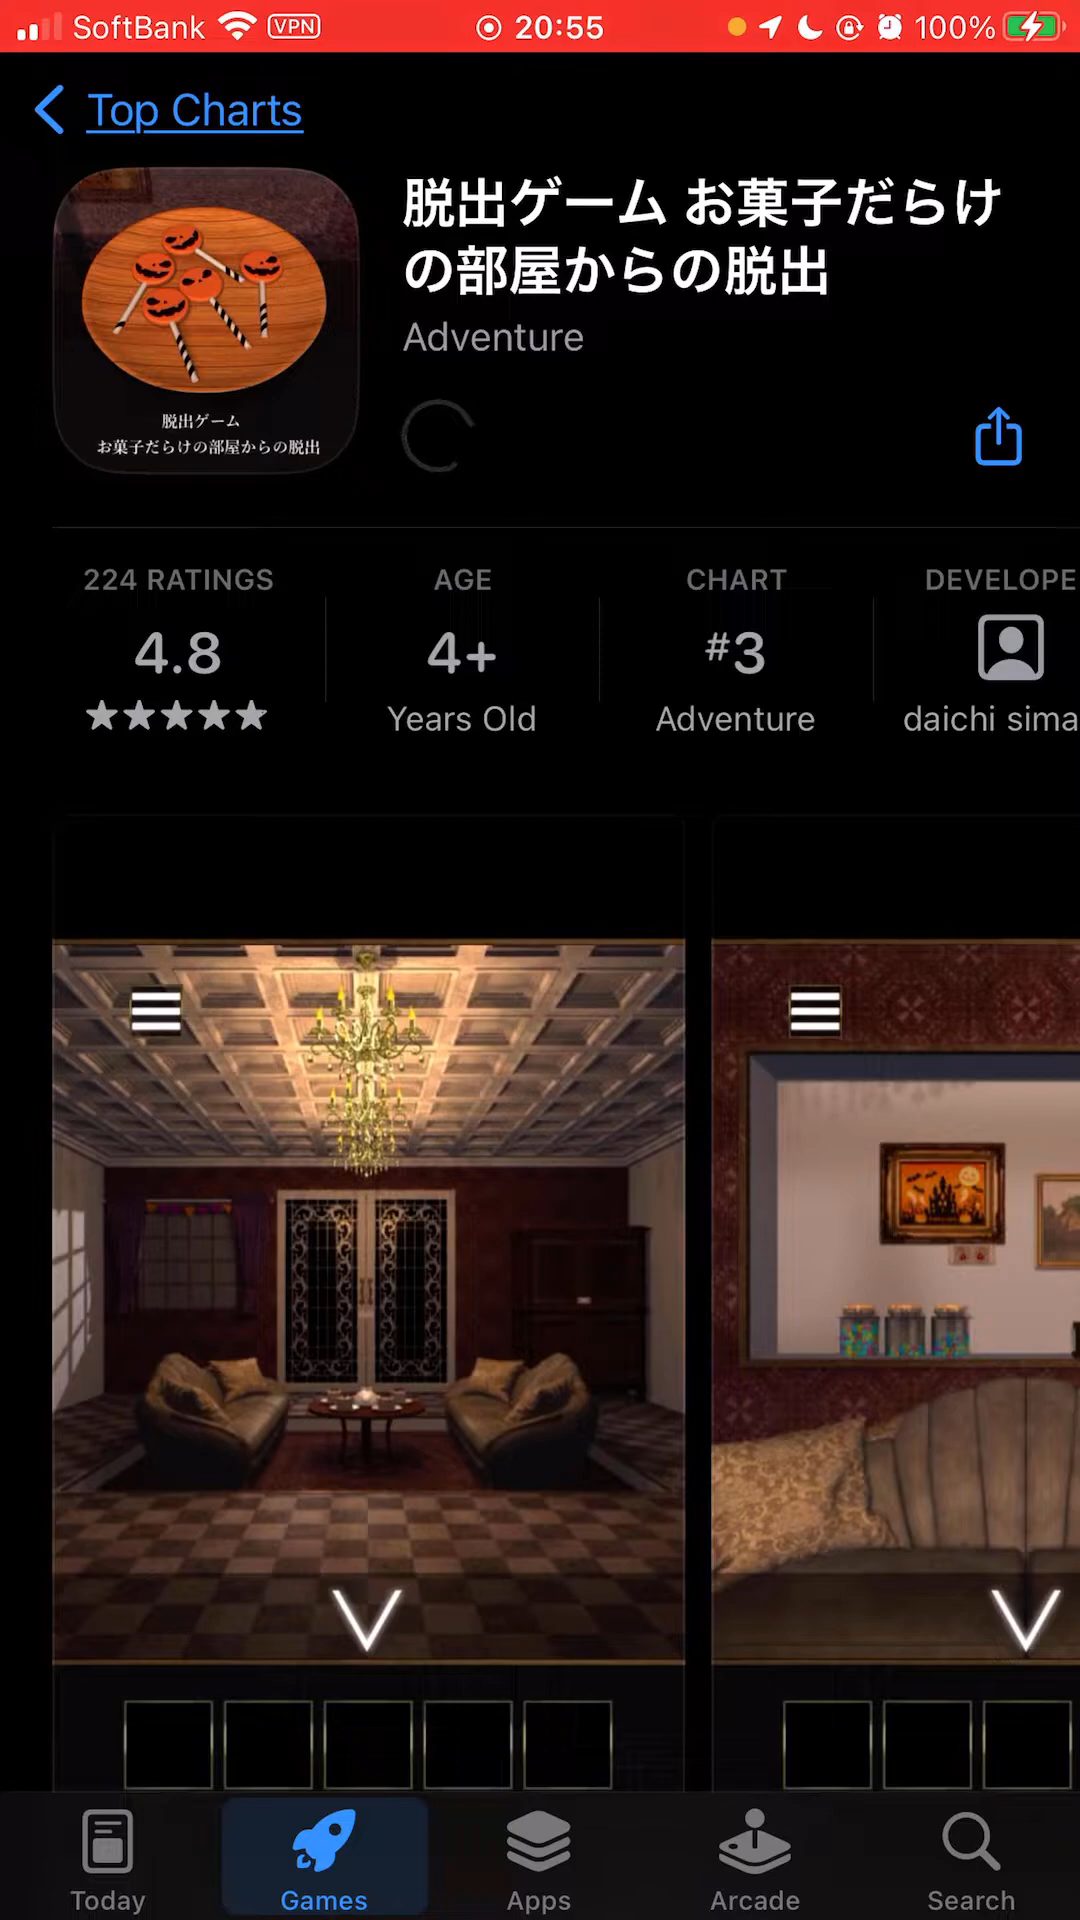 SoftBank VPN 20:55 100%
Top Charts
脱出ゲーム お菓子だらけ
の部屋からの脱出
Adventure
脱出ゲーム
お菓子だらけの部屋からの脱出
224 RATINGS
4.8
AGE
4+
Years Old
CHART
#3
Adventure
DEVELOPE
daichi sima
Today
Games
Apps
Arcade
Search